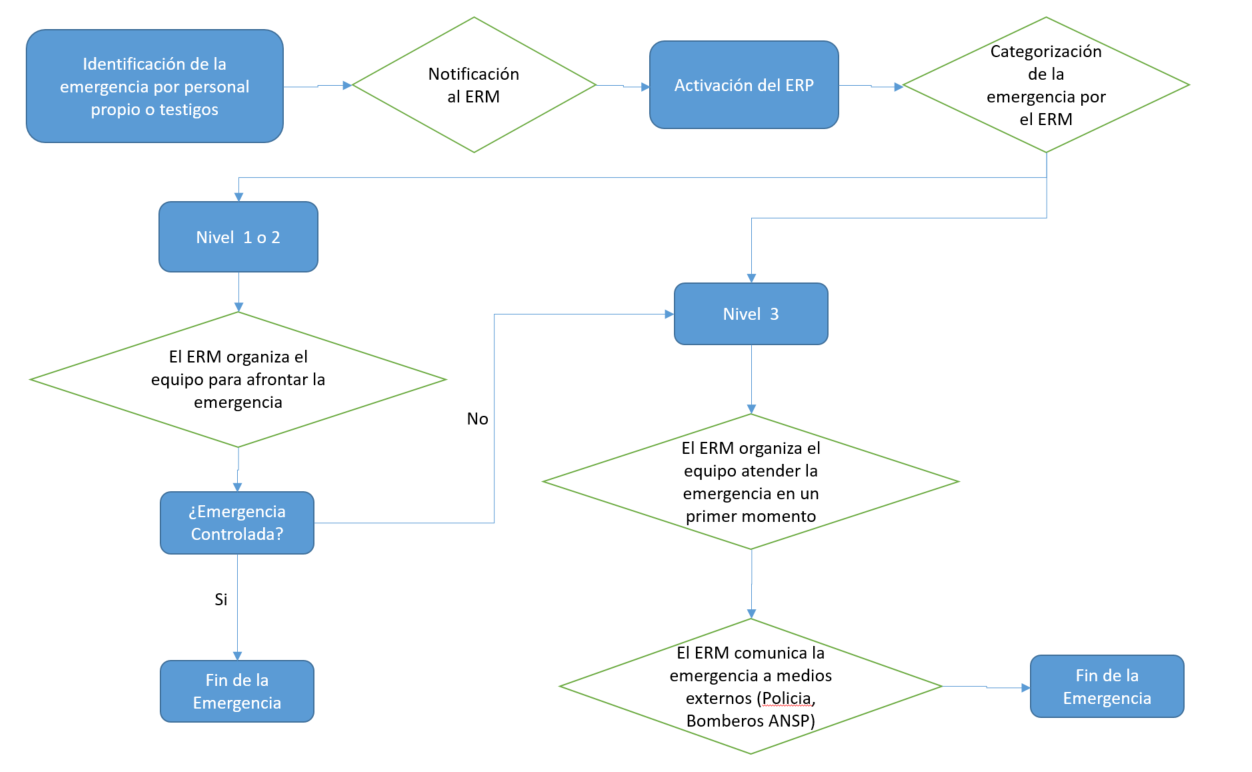 Identificación de la
emergencia por personal
propio o testigos
Notificación
al ERM
Activación del ERP
Categorización
de la
emergencia por
el ERM
Nivel 1 o 2
El ERM organiza el
equipo para afrontar la
emergencia
¿Emergencia
Controlada?
No
Si
Fin de la
Emergencia
Nivel 3
El ERM organiza el
equipo atender la
emergencia en un
primer momento
El ERM comunica la
emergencia a medios
externos (Policia,
Bomberos ANSP)
Fin de la
Emergencia